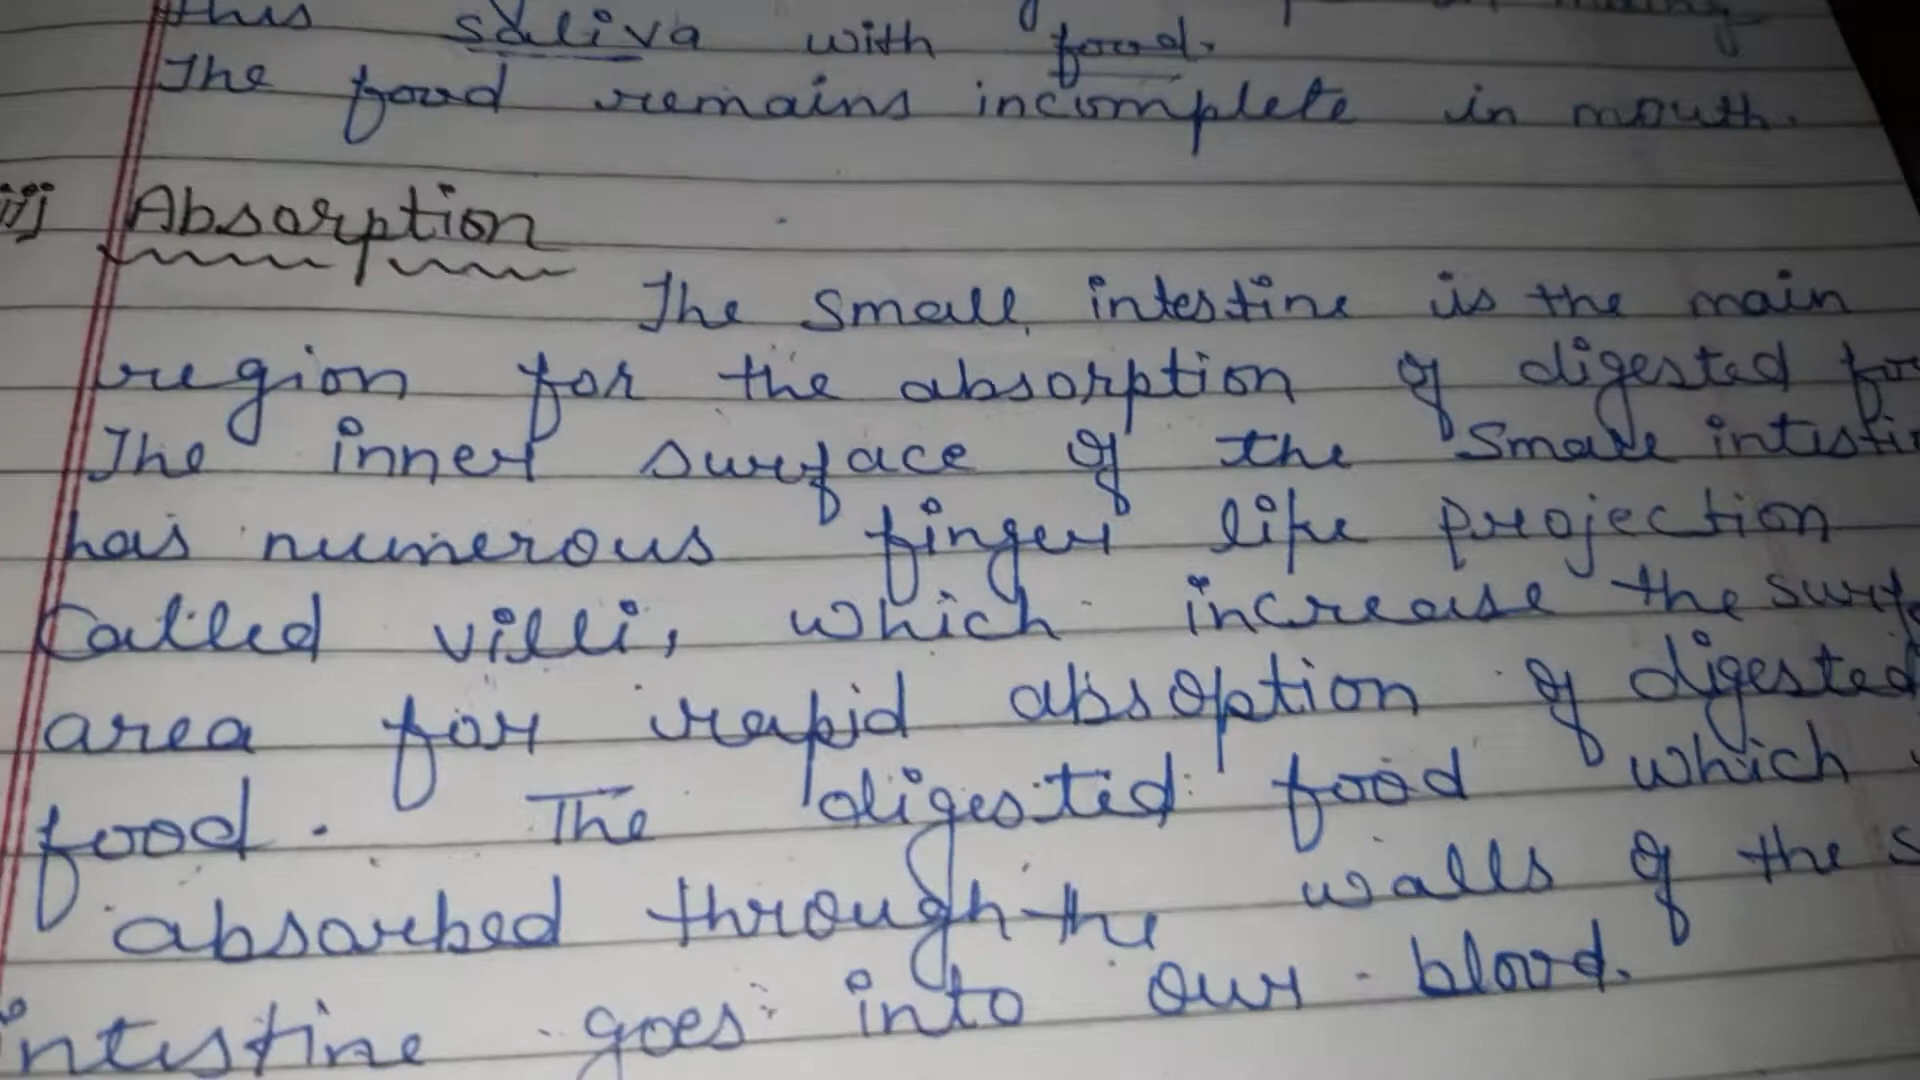 this saliva with food.
The food remains incomplete in mouth.
iii) Absorption
The small intestine is the main
region for the absorption of digested
The inner surface of the Small
has numerous finger like projection
Called villi, which increase the
area for rapid absoption of digested
food. The digested food which
absorbed through the walls of the
intestine goes into our blood.